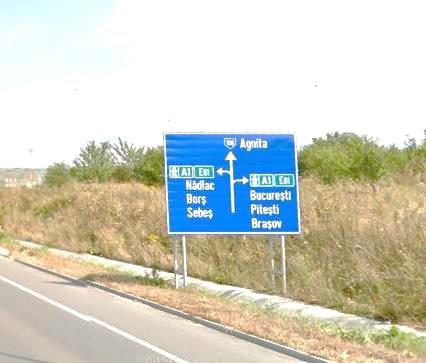 106 Agnita
A1 E81
Nădlac
Borș
Sebeș
A1 E81
București
Pitești
Brașov